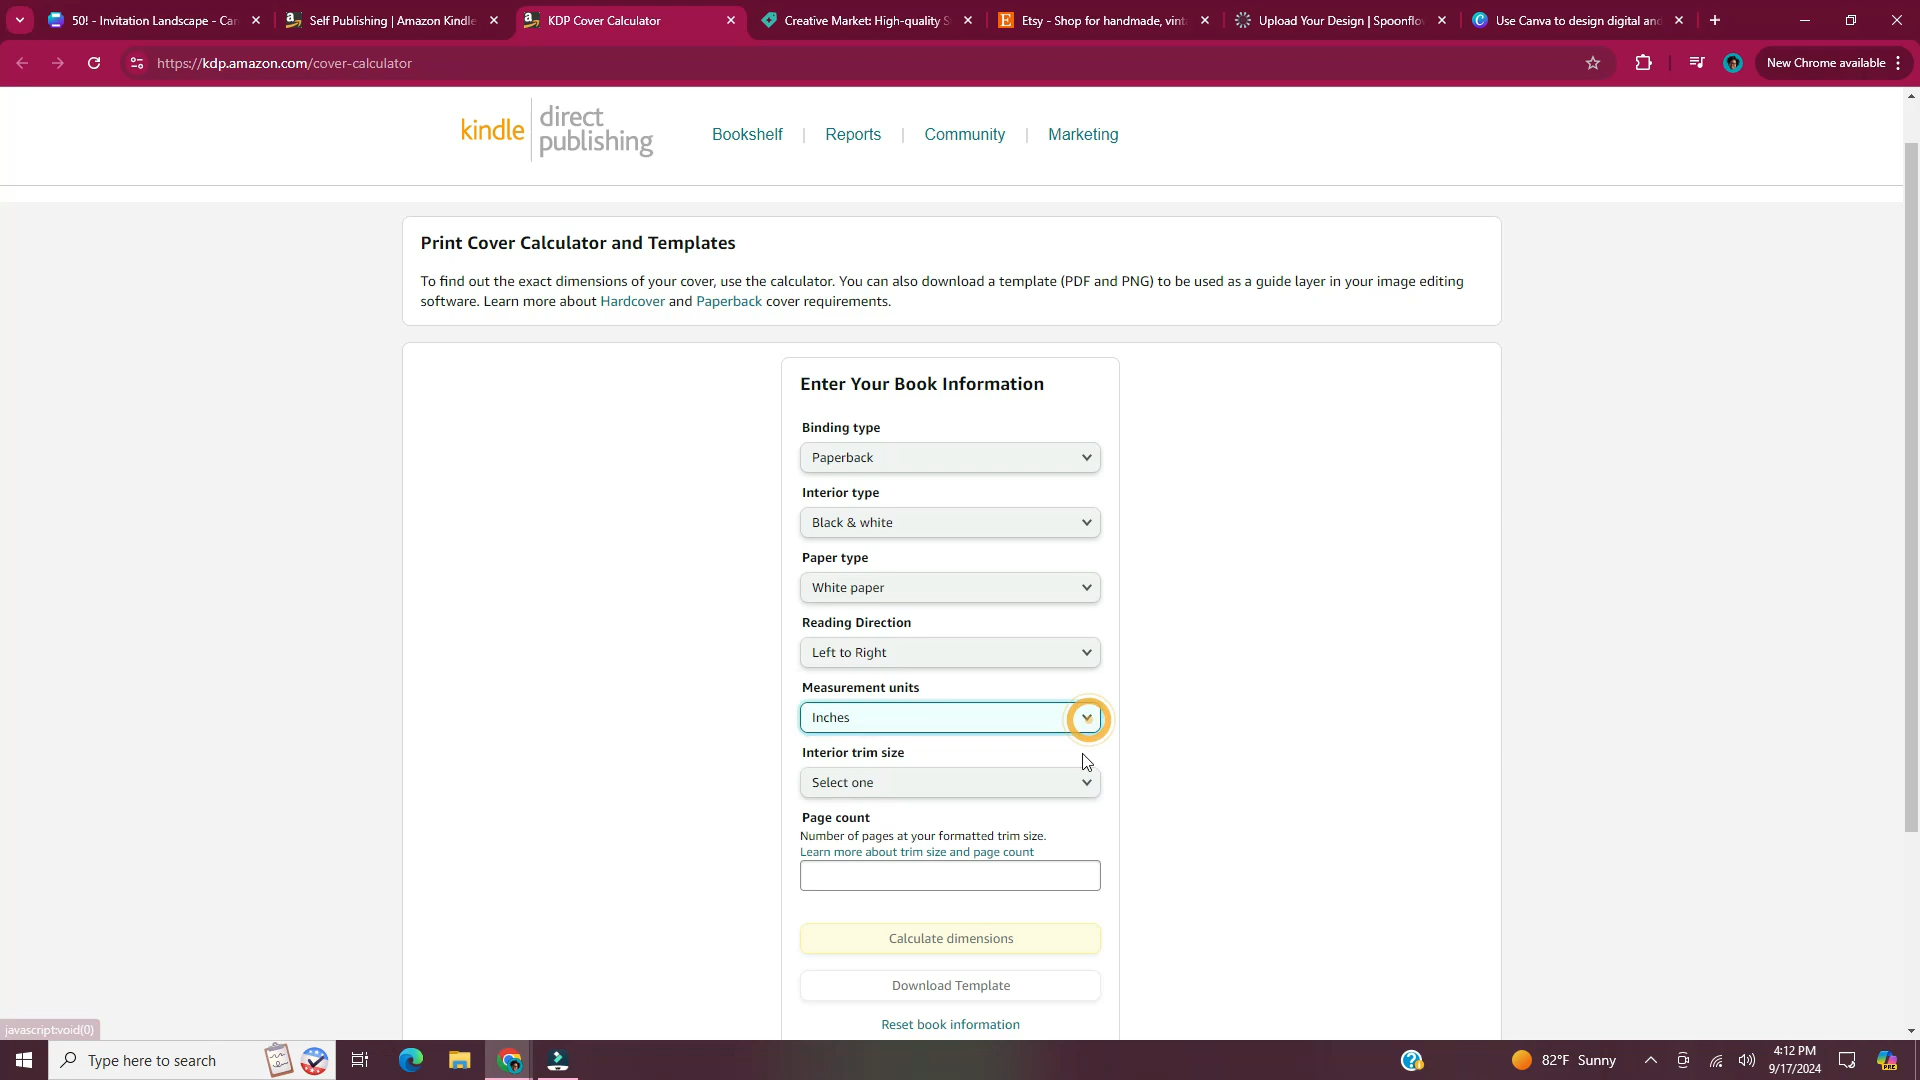 50! - Invitation Landscape - Can
Self Publishing | Amazon Kindle
KDP Cover Calculator
Creative Market: High-quality S
Etsy - Shop for handmade, vint
Upload Your Design | Spoonflo
Use Canva to design digital and
https://kdp.amazon.com/cover-calculator
New Chrome available
kindle direct publishing
Bookshelf | Reports | Community | Marketing
Print Cover Calculator and Templates
To find out the exact dimensions of your cover, use the calculator. You can also download a template (PDF and PNG) to be used as a guide layer in your image editing
software. Learn more about Hardcover and Paperback cover requirements.
Enter Your Book Information
Binding type
Paperback
Interior type
Black & white
Paper type
White paper
Reading Direction
Left to Right
Measurement units
Inches
Interior trim size
Select one
Page count
Number of pages at your formatted trim size.
Learn more about trim size and page count
Calculate dimensions
Download Template
Reset book information
javascript:void(0)
Type here to search
82°F Sunny
4:12 PM
9/17/2024